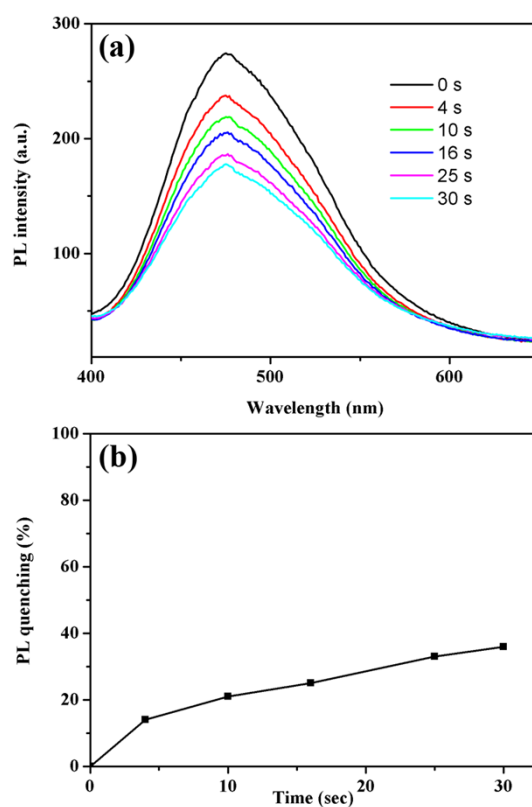 (a)
300
200
100
PL intensity (a.u.)
0 s
4 s
10 s
16 s
25 s
30 s
400
500
600
Wavelength (nm)
(b)
100
80
60
40
20
0
PL quenching (%)
0
10
20
30
Time (sec)